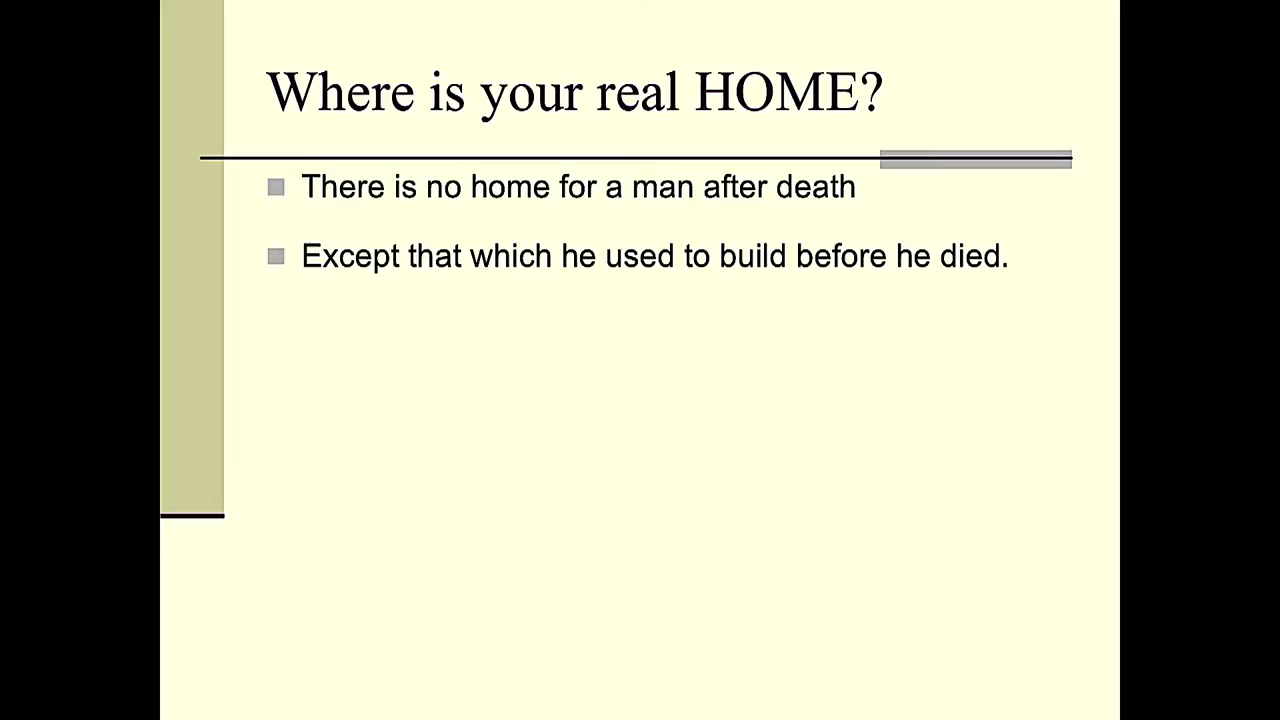 Where is your real HOME?
There is no home for a man after death
Except that which he used to build before he died.